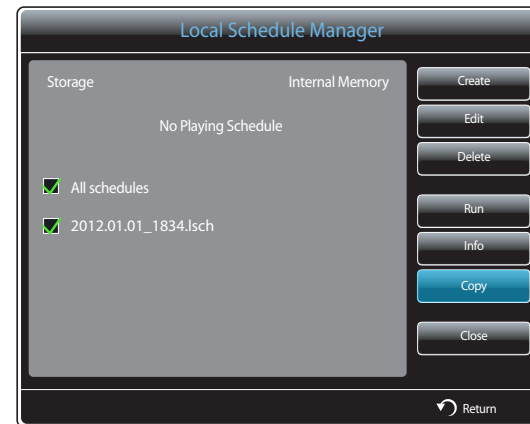 Local Schedule Manager
Storage Internal Memory
No Playing Schedule
All schedules
2012.01.01_1834.lsch
Create
Edit
Delete
Run
Info
Copy
Close
Return